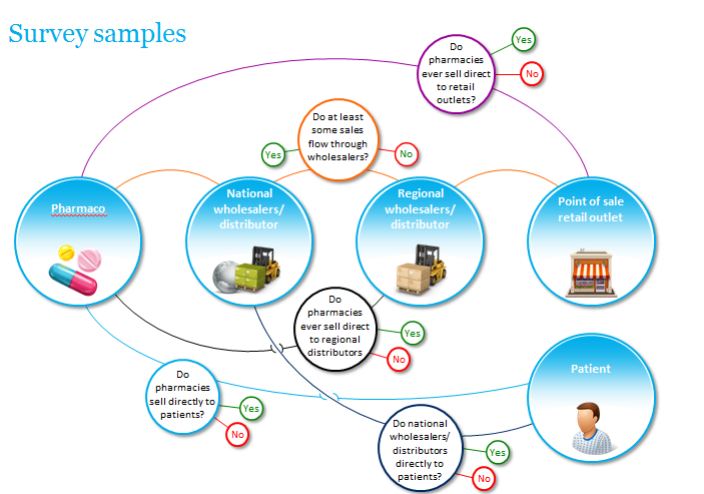 Survey samples
Do
pharmacies
ever sell direct
to retail
outlets?
Yes
No
Do at least
some sales
flow through
wholesalers?
Yes
No
Pharmaco
National
wholesalers/
distributor
Regional
wholesalers/
distributor
Point of sale
retail outlet
Do
pharmacies
ever sell direct
to regional
distributors
Yes
No
Patient
Do
pharmacies
sell directly to
patients?
Yes
No
Do national
wholesalers/
distributors
directly to
patients?
Yes
No